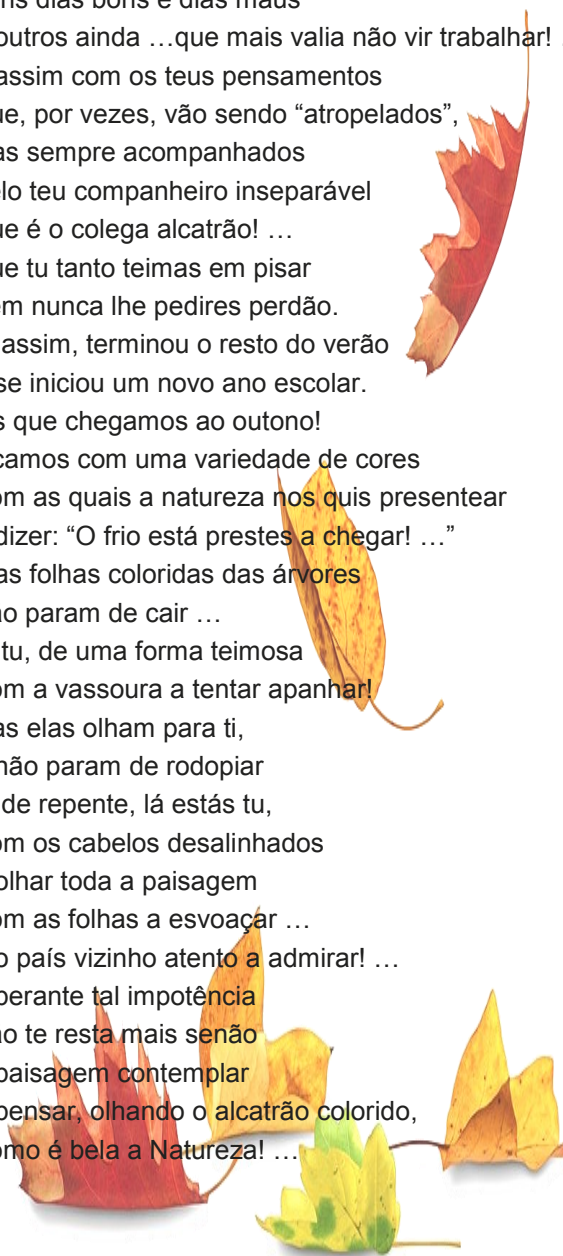 ns dias bons e dias maus
outros ainda …que mais valia não vir trabalhar!
assim com os teus pensamentos
ue, por vezes, vão sendo “atropelados”,
as sempre acompanhados
elo teu companheiro inseparável
ue é o colega alcatrão! …
ue tu tanto teimas em pisar
em nunca lhe pedires perdão.
assim, terminou o resto do verão
se iniciou um novo ano escolar.
s que chegamos ao outono!
camos com uma variedade de cores
om as quais a natureza nos quis presentear
dizer: “O frio está prestes a chegar! …”
as folhas coloridas das árvores
ão param de cair …
tu, de uma forma teimosa
om a vassoura a tentar apanhar!
as elas olham para ti,
não param de rodopiar
de repente, lá estás tu,
om os cabelos desalinhados
olhar toda a paisagem
om as folhas a esvoaçar …
o país vizinho atento a admirar! …
perante tal impotência
ão te resta mais senão
paisagem contemplar
pensar, olhando o alcatrão colorido,
omo é bela a Natureza! …